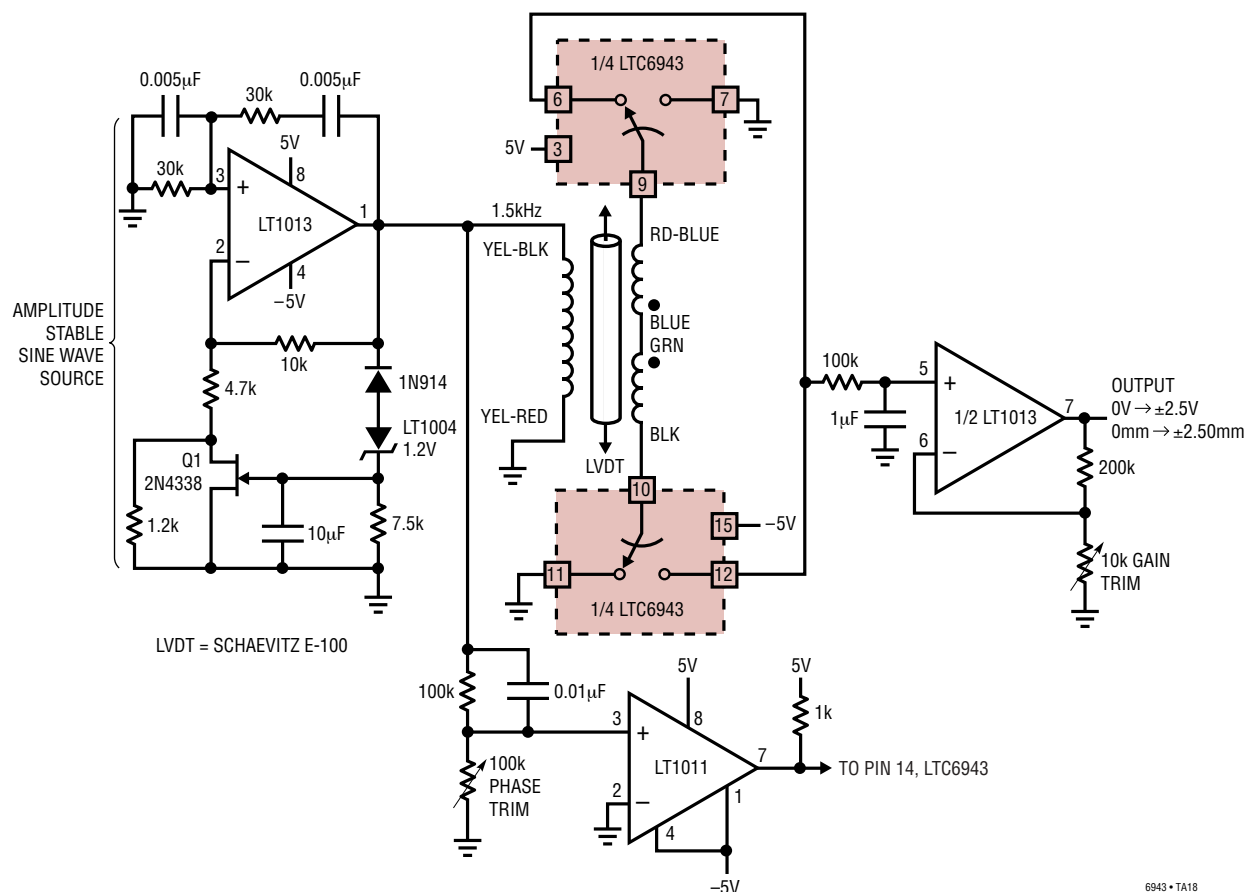 0.005µF
30k
0.005µF
30k
5V
3
8
+
LT1013
1
2
−
4
−5V
AMPLITUDE
STABLE
SINE WAVE
SOURCE
10k
4.7k
1N914
LT1004
1.2V
Q1
2N4338
1.2k
10µF
7.5k
LVDT = SCHAEVITZ E-100
1/4 LTC6943
6
7
5V
3
9
1.5kHz
YEL-BLK
RD-BLUE
BLUE
GRN
YEL-RED
BLK
LVDT
10
15
−5V
11
12
1/4 LTC6943
100k
1µF
5
+
1/2 LT1013
7
6
−
OUTPUT
0V → ±2.5V
0mm → ±2.50mm
200k
10k GAIN
TRIM
100k
0.01µF
100k
PHASE
TRIM
5V
8
3
+
LT1011
7
2
−
1
4
−5V
5V
1k
TO PIN 14, LTC6943
6943 • TA18